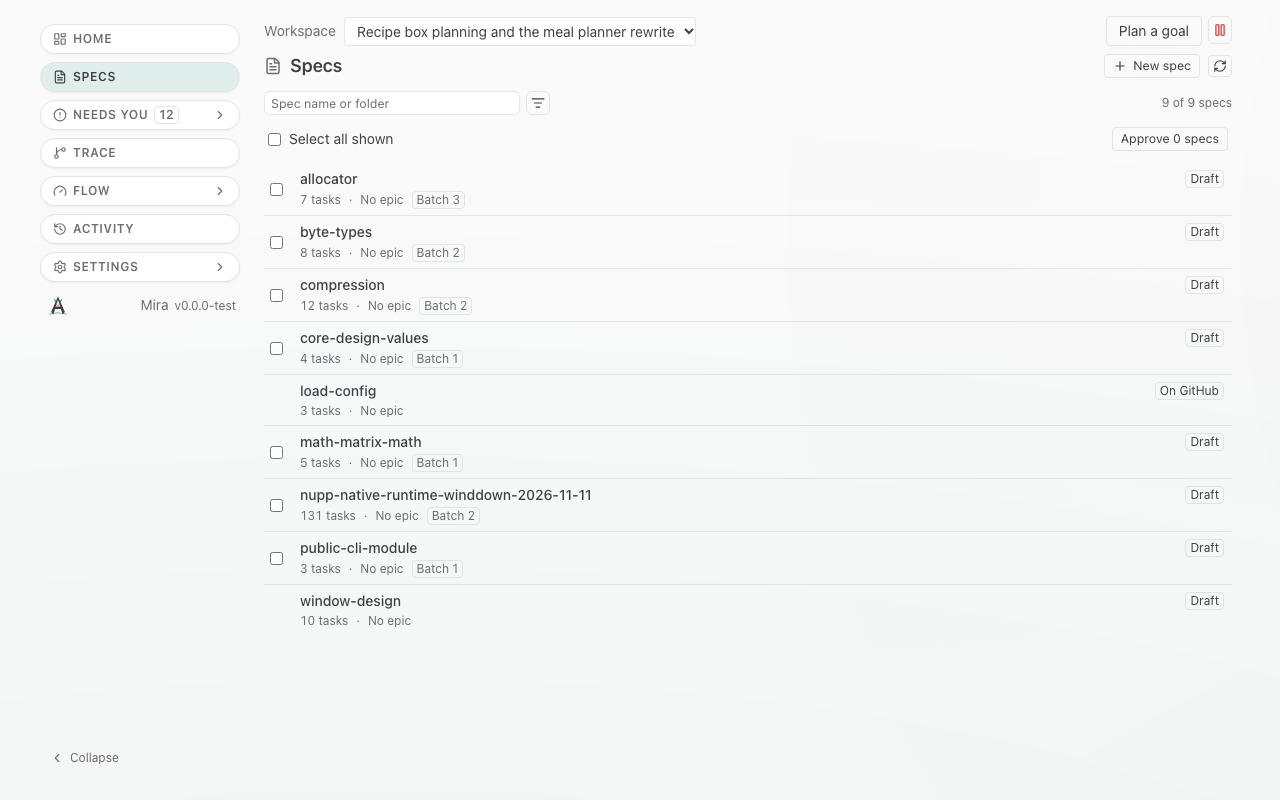 HOME
SPECS
NEEDS YOU 12
TRACE
FLOW
ACTIVITY
SETTINGS
Mira v0.0.0-test
Collapse
Workspace Recipe box planning and the meal planner rewrite
Plan a goal
Specs
New spec
Spec name or folder
9 of 9 specs
Select all shown
Approve 0 specs
allocator Draft
7 tasks · No epic Batch 3
byte-types Draft
8 tasks · No epic Batch 2
compression Draft
12 tasks · No epic Batch 2
core-design-values Draft
4 tasks · No epic Batch 1
load-config On GitHub
3 tasks · No epic
math-matrix-math Draft
5 tasks · No epic Batch 1
nupp-native-runtime-winddown-2026-11-11 Draft
131 tasks · No epic Batch 2
public-cli-module Draft
3 tasks · No epic Batch 1
window-design Draft
10 tasks · No epic